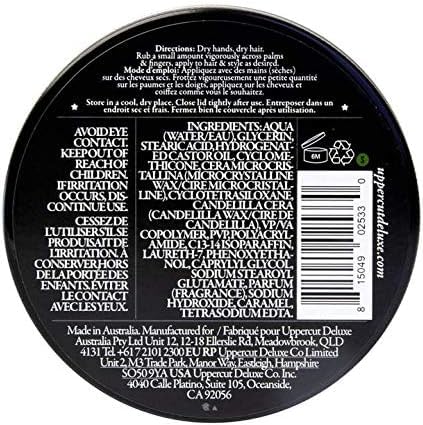 Directions: Dry hands, dry hair.
Rub a small amount vigorously across palms
& fingers, apply to hair & style as desired.
Mode d'emploi: Appliquez avec des mains (sèches)
sur des cheveux secs. Frottez vigoureusement une petite quantité
sur les paumes et les doigts, appliquez sur les cheveux et
coiffez comme vous le souhaitez.
Store in a cool, dry place. Close lid tightly after use. Entreposer dans un
endroit sec et frais. Fermez bien le couvercle après usage.
AVOID EYE
CONTACT.
KEEP OUT OF
REACH OF
CHILDREN.
IF IRRITATION
OCCURS, DIS-
CONTINUE USE.
CESSEZ DE
L'UTILISER S'IL SE
PRODUISAIT DE
L'IRRITATION. À
CONSERVER HORS
DE LA PORTÉE DES
ENFANTS. ÉVITER
LE CONTACT
AVEC LES YEUX.
INGREDIENTS: AQUA
(WATER/EAU), GLYCERIN,
STEARIC ACID, HYDROGENAT-
ED CASTOR OIL, CYCLOME-
THICONE, CERA MICROCRIS-
TALLINA (MICROCRYSTALLINE
WAX/CIRE MICROCRISTAL-
LINE), CYCLOTETRASILOXANE,
CANDELILLA CERA
(CANDELILLA WAX/CIRE DE
CANDELILLA), VP/VA
COPOLYMER, PVP, POLYACRYL-
AMIDE, C13-14 ISOPARAFFIN,
LAURETH-7, PHENOXYETHA-
NOL, CAPRYLYL GLYCOL,
SODIUM STEAROYL
GLUTAMATE, PARFUM
(FRAGRANCE), SODIUM
HYDROXIDE, CARAMEL,
TETRASODIUM EDTA.
6M
8 15049 02533 0
uppercutdeluxe.com
Made in Australia. Manufactured for / Fabriqué pour Uppercut Deluxe
Australia Pty Ltd Unit 12, 12-18 Ellerslie Rd, Meadowbrook, QLD
4131 Tel.+61 7 2101 2300 EU RP Uppercut Deluxe Co Limited
Unit 2, M3 Trade Park, Manor Way, Eastleigh, Hampshire
SO50 9YA USA Uppercut Deluxe Co. Inc.
4040 Calle Platino, Suite 105, Oceanside,
CA 92056